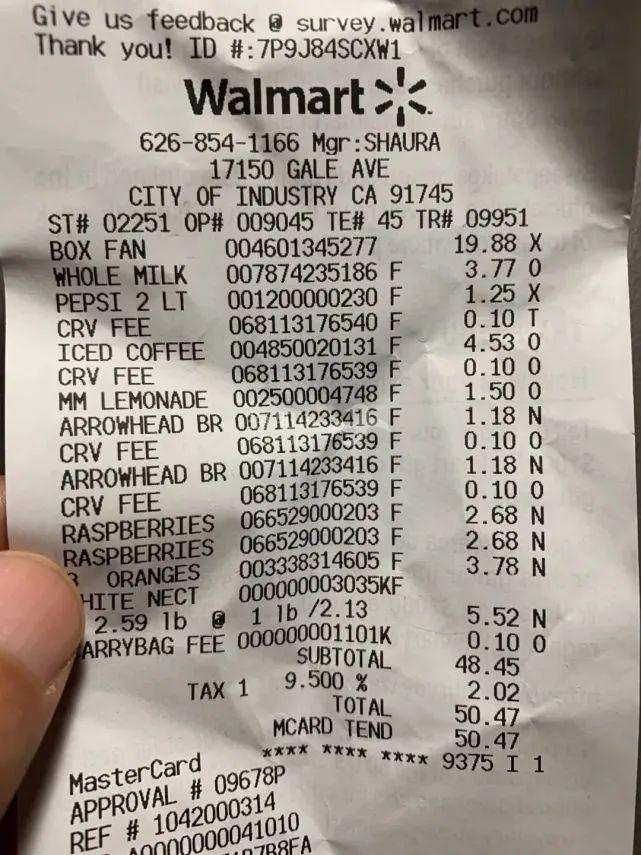 Give us feedback @ survey.walmart.com
Thank you! ID #:7P9J84SCXW1
Walmart
626-854-1166 Mgr:SHAURA
17150 GALE AVE
CITY OF INDUSTRY CA 91745
ST# 02251 OP# 009045 TE# 45 TR# 09951
BOX FAN 004601345277 19.88 X
WHOLE MILK 007874235186 F 3.77 O
PEPSI 2 LT 001200000230 F 1.25 X
CRV FEE 068113176540 F 0.10 T
ICED COFFEE 004850020131 F 4.53 O
CRV FEE 068113176539 F 0.10 O
MM LEMONADE 002500004748 F 1.50 O
ARROWHEAD BR 007114233416 F 1.18 N
CRV FEE 068113176539 F 0.10 O
ARROWHEAD BR 007114233416 F 1.18 N
CRV FEE 068113176539 F 0.10 O
RASPBERRIES 066529000203 F 2.68 N
RASPBERRIES 066529000203 F 2.68 N
ORANGES 003338314605 F 3.78 N
HITE NECT 000000003035KF
2.59 lb @ 1 lb /2.13 5.52 N
ARRYBAG FEE 000000001101K 0.10 O
SUBTOTAL 48.45
TAX 1 9.500 % 2.02
TOTAL 50.47
MCARD TEND 50.47
MasterCard **** **** **** 9375 I 1
APPROVAL # 09678P
REF # 1042000314
A0000000041010